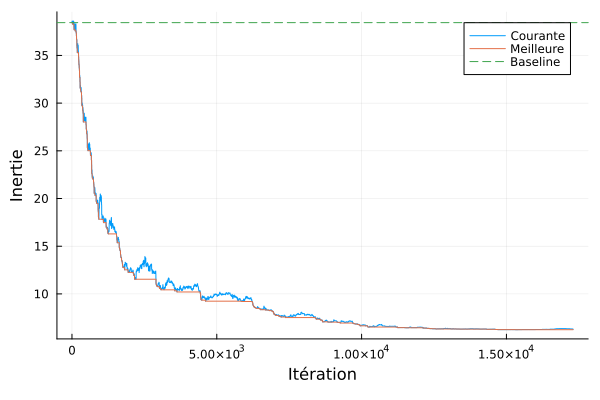 Courante
Meilleure
Baseline
Inertie
35
30
25
20
15
10
0
5.00×10³
1.00×10⁴
1.50×10⁴
Itération